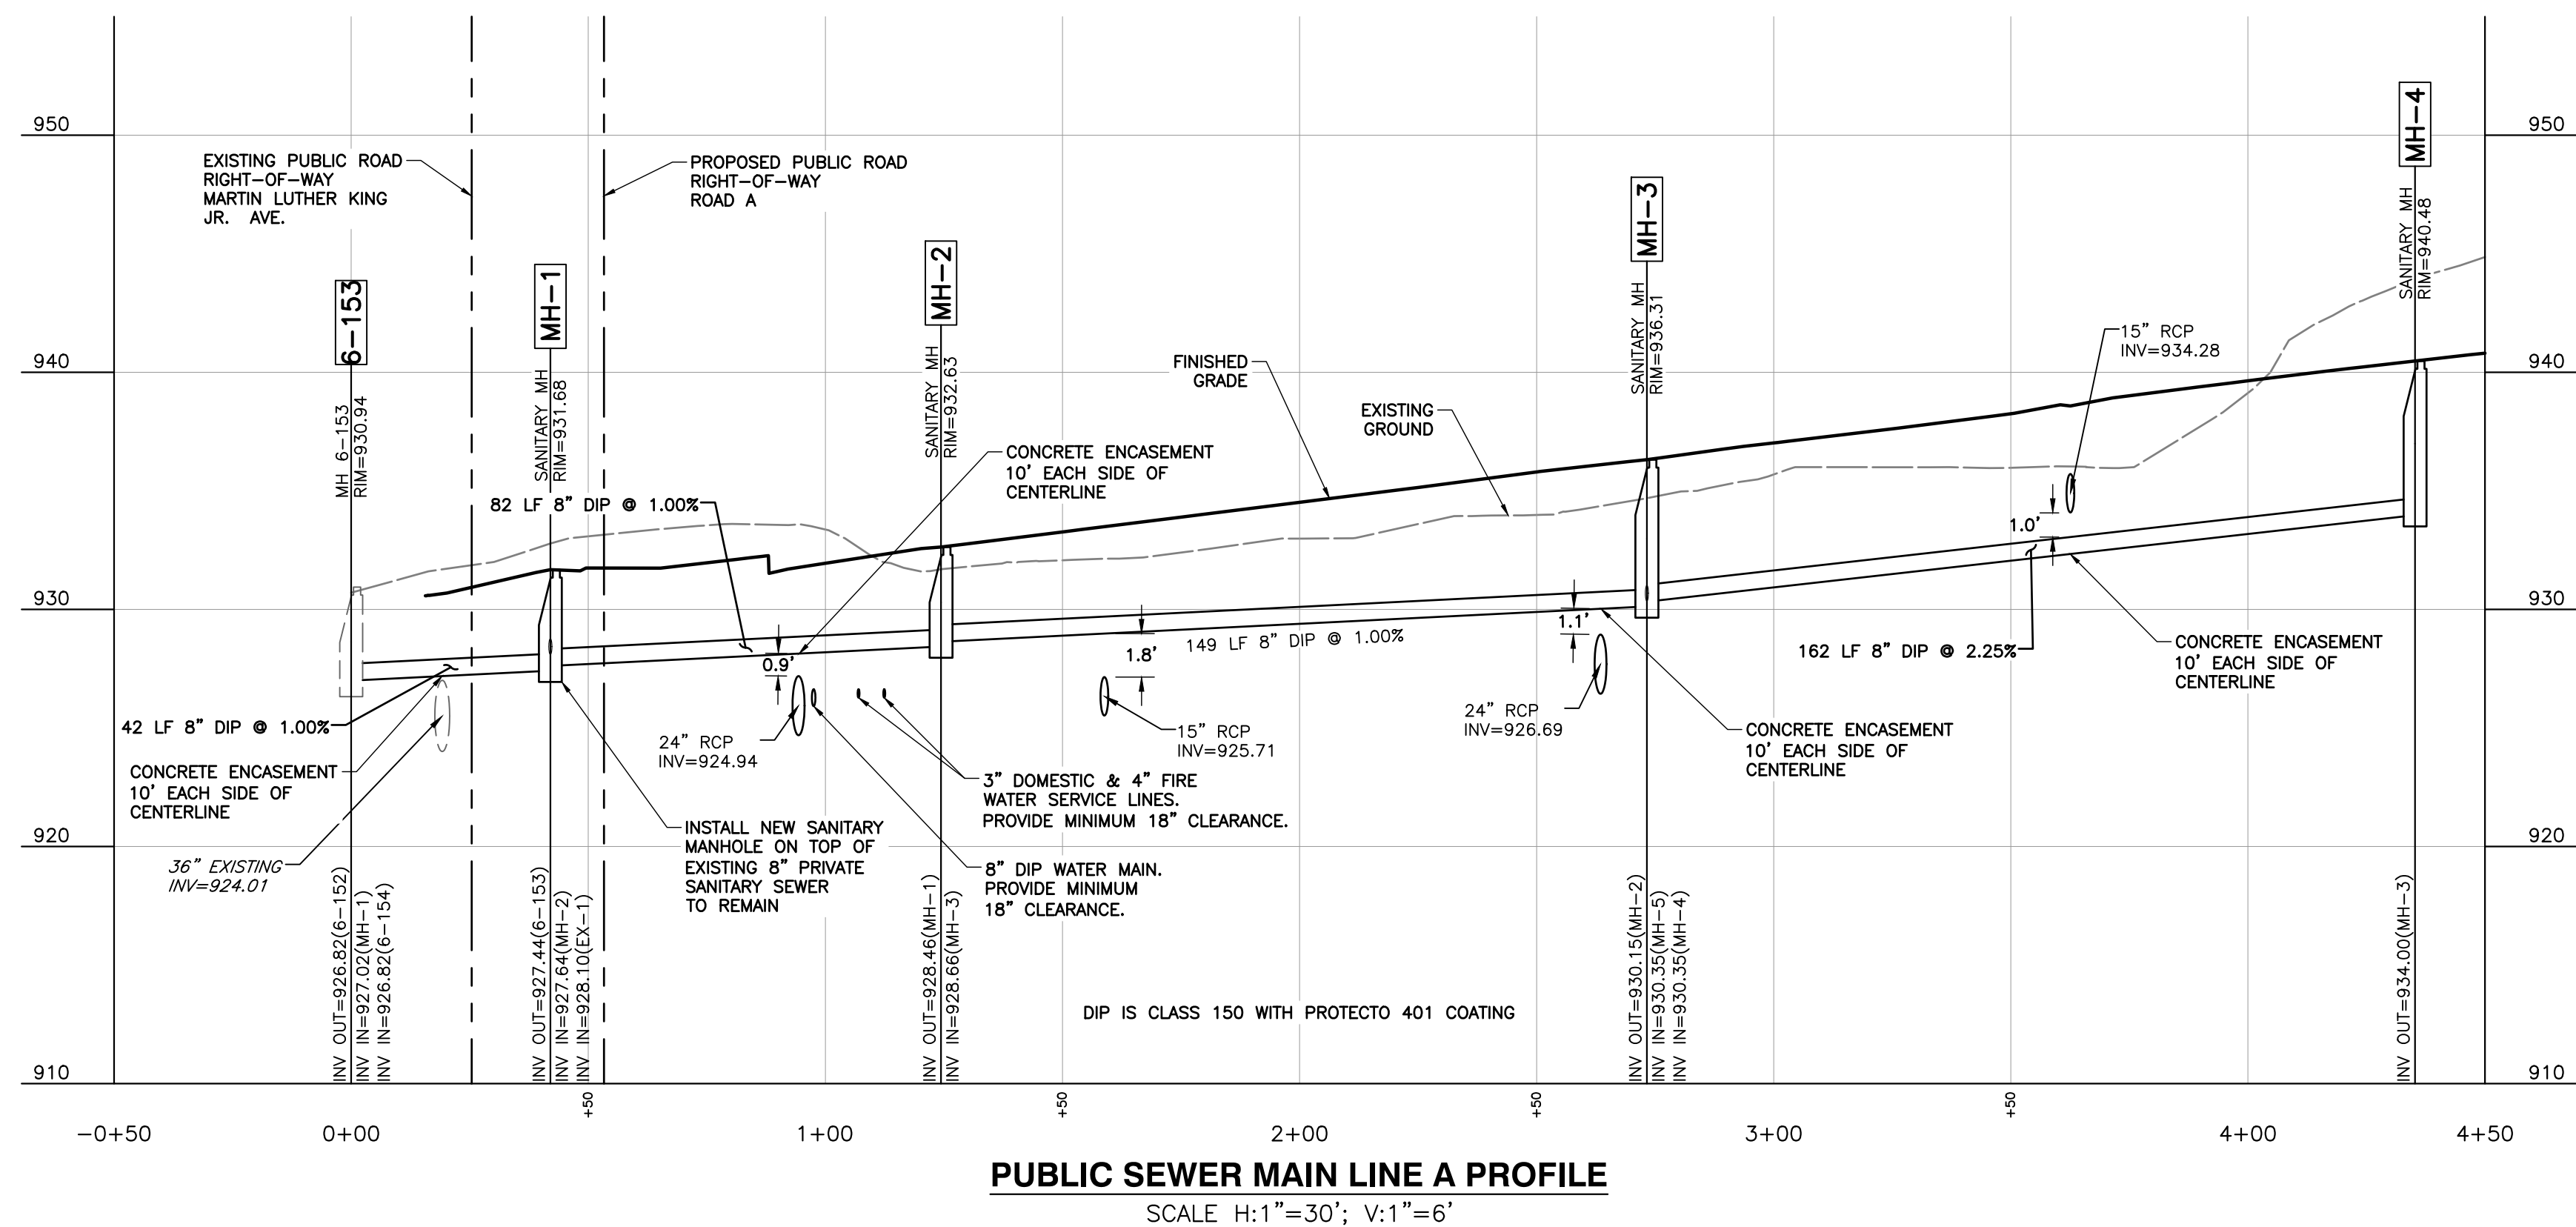 950
950
940
940
930
930
920
920
910
910
EXISTING PUBLIC ROAD
RIGHT-OF-WAY
MARTIN LUTHER KING
JR. AVE.
PROPOSED PUBLIC ROAD
RIGHT-OF-WAY
ROAD A
6-153
MH 6-153
RIM=930.94
MH-1
SANITARY MH
RIM=931.68
MH-2
SANITARY MH
RIM=932.63
MH-3
SANITARY MH
RIM=936.31
MH-4
SANITARY MH
RIM=940.48
15" RCP
INV=934.28
FINISHED
GRADE
EXISTING
GROUND
CONCRETE ENCASEMENT
10' EACH SIDE OF
CENTERLINE
82 LF 8" DIP @ 1.00%
1.0'
1.1'
149 LF 8" DIP @ 1.00%
1.8'
0.9'
162 LF 8" DIP @ 2.25%
CONCRETE ENCASEMENT
10' EACH SIDE OF
CENTERLINE
42 LF 8" DIP @ 1.00%
CONCRETE ENCASEMENT
10' EACH SIDE OF
CENTERLINE
36" EXISTING
INV=924.01
24" RCP
INV=924.94
15" RCP
INV=925.71
24" RCP
INV=926.69
CONCRETE ENCASEMENT
10' EACH SIDE OF
CENTERLINE
3" DOMESTIC & 4" FIRE
WATER SERVICE LINES.
PROVIDE MINIMUM 18" CLEARANCE.
INSTALL NEW SANITARY
MANHOLE ON TOP OF
EXISTING 8" PRIVATE
SANITARY SEWER
TO REMAIN
8" DIP WATER MAIN.
PROVIDE MINIMUM
18" CLEARANCE.
INV OUT=926.82(6-152)
INV IN=927.02(MH-1)
INV IN=926.82(6-154)
INV OUT=927.44(6-153)
INV IN=927.64(MH-2)
INV IN=928.10(EX-1)
INV OUT=928.46(MH-1)
INV IN=928.66(MH-3)
INV OUT=930.15(MH-2)
INV IN=930.35(MH-5)
INV IN=930.35(MH-4)
INV OUT=934.00(MH-3)
DIP IS CLASS 150 WITH PROTECTO 401 COATING
+50
+50
+50
+50
-0+50
0+00
1+00
2+00
3+00
4+00
4+50
PUBLIC SEWER MAIN LINE A PROFILE
SCALE H:1"=30'; V:1"=6'